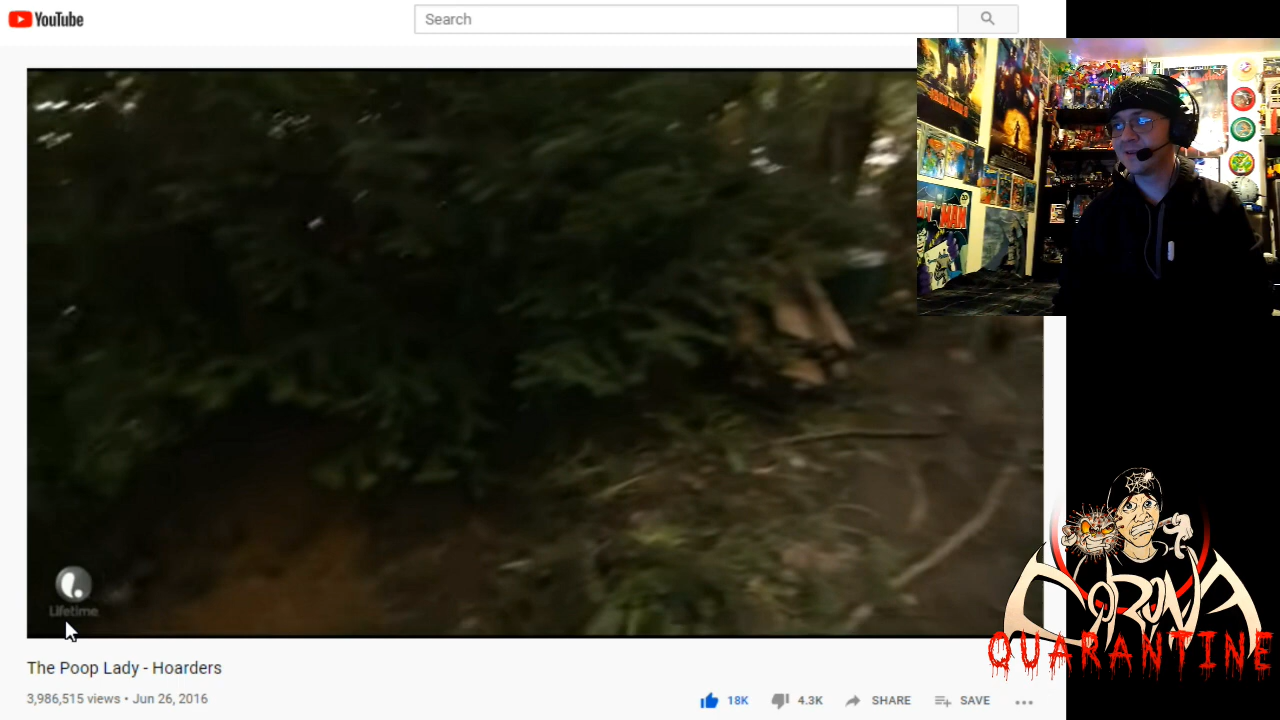 YouTube
Search
BATMAN
Lifetime
The Poop Lady - Hoarders
3,986,515 views • Jun 26, 2016
18K
4.3K
SHARE
SAVE
CORONA
QUARANTINE